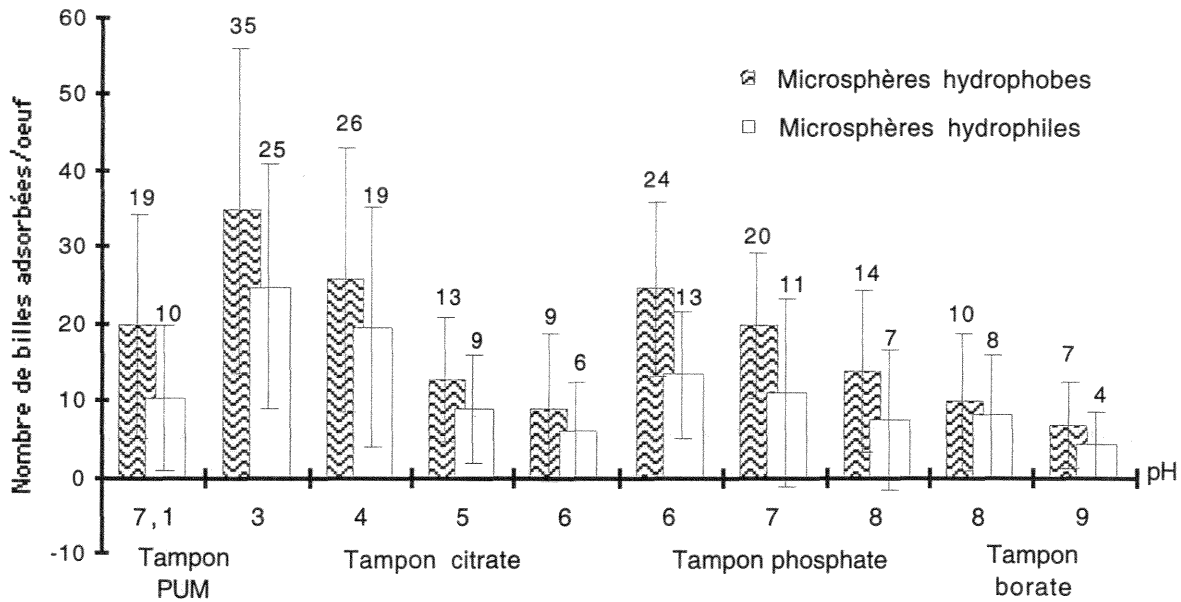 Nombre de billes adsorbées/oeuf
60
50
40
30
20
10
0
-10
Microsphères hydrophobes
Microsphères hydrophiles
19 10 35 25 26 19 13 9 9 6 24 13 20 11 14 7 10 8 7 4
pH
7,1 3 4 5 6 6 7 8 8 9
Tampon PUM
Tampon citrate
Tampon phosphate
Tampon borate